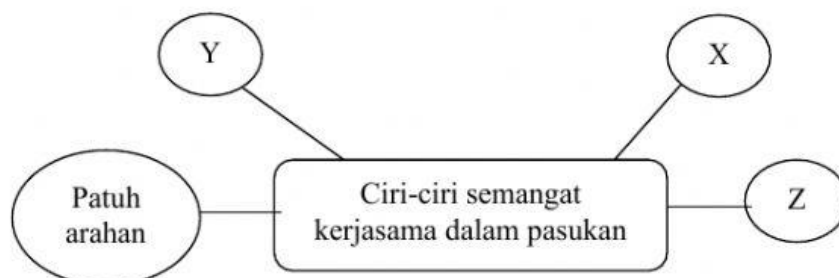 Y
X
Patuh
arahan
Ciri-ciri semangat
kerjasama dalam pasukan
Z